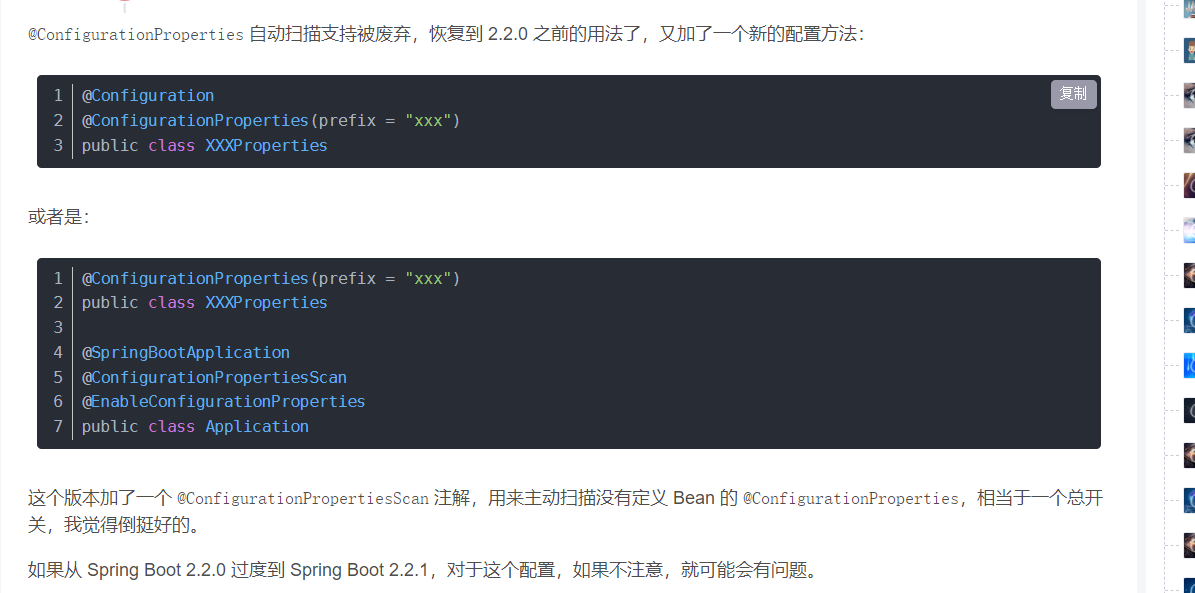 @ConfigurationProperties 自动扫描支持被废弃，恢复到 2.2.0 之前的用法了，又加了一个新的配置方法：
复制
1 @Configuration
2 @ConfigurationProperties(prefix = "xxx")
3 public class XXXProperties
或者是：
1 @ConfigurationProperties(prefix = "xxx")
2 public class XXXProperties
3
4 @SpringBootApplication
5 @ConfigurationPropertiesScan
6 @EnableConfigurationProperties
7 public class Application
这个版本加了一个 @ConfigurationPropertiesScan 注解，用来主动扫描没有定义 Bean 的 @ConfigurationProperties，相当于一个总开
关，我觉得倒挺好的。
如果从 Spring Boot 2.2.0 过度到 Spring Boot 2.2.1，对于这个配置，如果不注意，就可能会有问题。